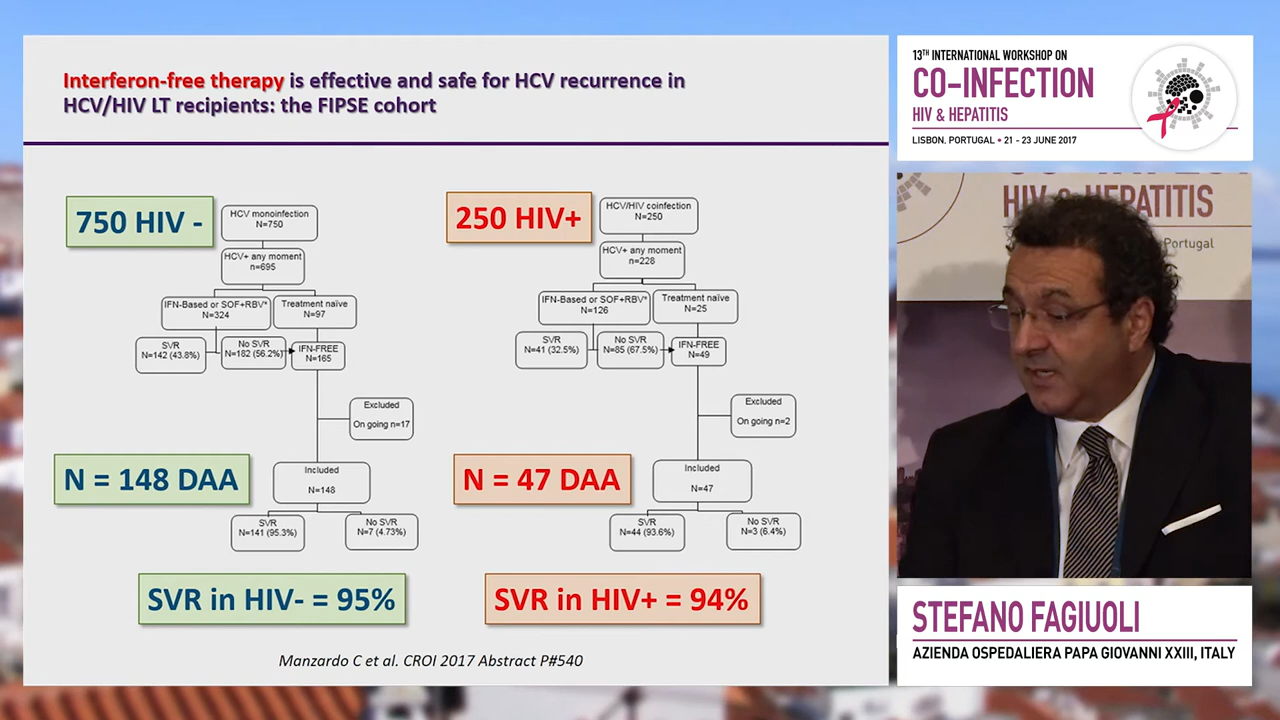 Interferon-free therapy is effective and safe for HCV recurrence in
HCV/HIV LT recipients: the FIPSE cohort
750 HIV -
HCV monoinfection
N=750
HCV+ any moment
n=695
IFN-Based or SOF+RBV*
N=324
Treatment naïve
N=97
SVR
N=142 (43.8%)
No SVR
N=182 (56.2%)
IFN-FREE
N=165
Excluded
On going n=17
N = 148 DAA
Included
N=148
SVR
N=141 (95.3%)
No SVR
N=7 (4.73%)
SVR in HIV- = 95%
250 HIV+
HCV/HIV coinfection
N=250
HCV+ any moment
n=228
IFN-Based or SOF+RBV*
N=126
Treatment naïve
N=25
SVR
N=41 (32.5%)
No SVR
N=85 (67.5%)
IFN-FREE
N=49
Excluded
On going n=2
N = 47 DAA
Included
N=47
SVR
N=44 (93.6%)
No SVR
N=3 (6.4%)
SVR in HIV+ = 94%
Manzardo C et al. CROI 2017 Abstract P#540
13TH INTERNATIONAL WORKSHOP ON
CO-INFECTION
HIV & HEPATITIS
LISBON, PORTUGAL • 21 - 23 JUNE 2017
HIV & HEPATITIS
Portugal
STEFANO FAGIUOLI
AZIENDA OSPEDALIERA PAPA GIOVANNI XXIII, ITALY